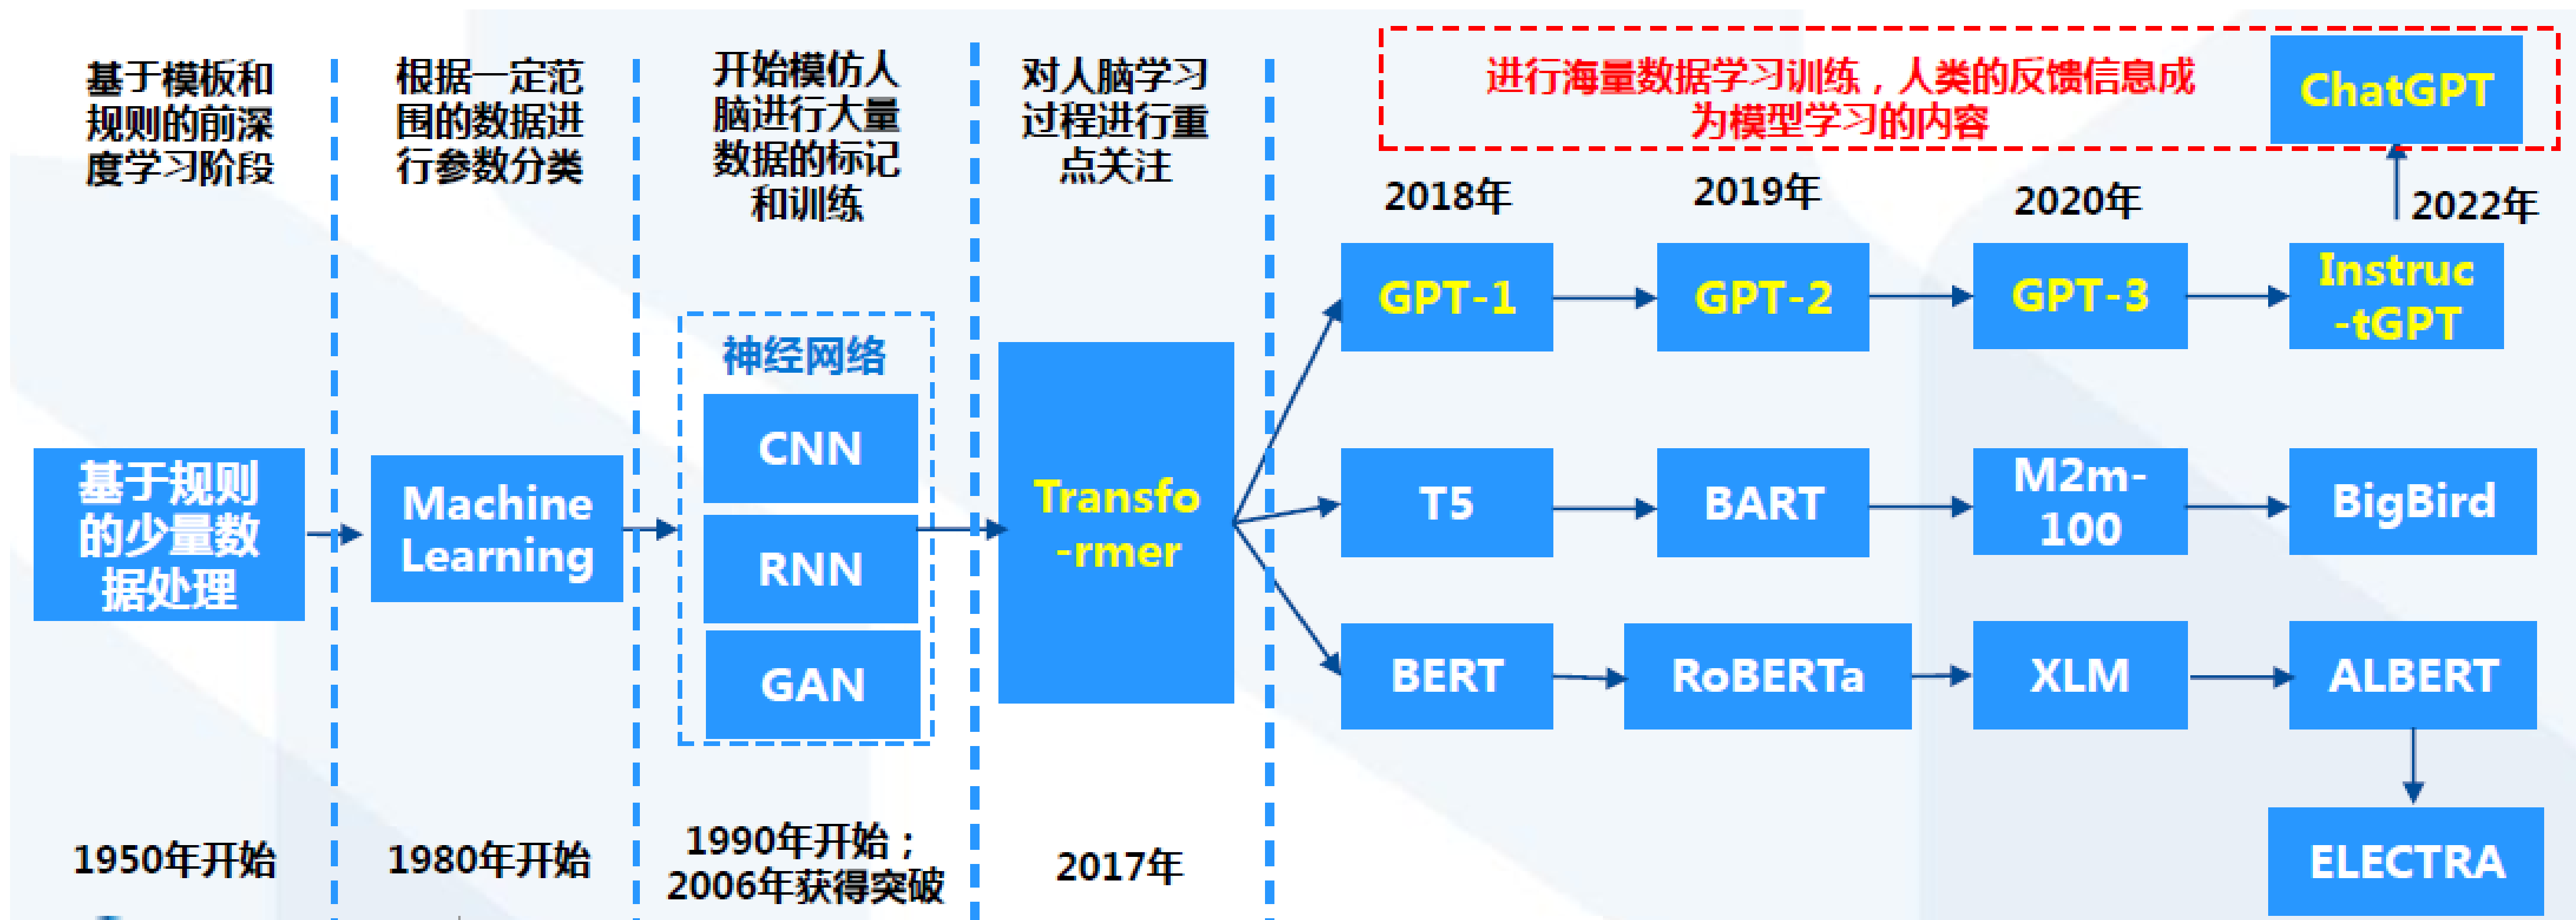 基于模板和
规则的前深
度学习阶段
根据一定范
围的数据进
行参数分类
开始模仿人
脑进行大量
数据的标记
和训练
对人脑学习
过程进行重
点关注
进行海量数据学习训练，人类的反馈信息成
为模型学习的内容
ChatGPT
2018年
2019年
2020年
2022年
GPT-1
GPT-2
GPT-3
Instruc
-tGPT
神经网络
CNN
RNN
GAN
基于规则
的少量数
据处理
Machine
Learning
Transfo
-rmer
T5
BART
M2m-
100
BigBird
BERT
RoBERTa
XLM
ALBERT
ELECTRA
1950年开始
1980年开始
1990年开始；
2006年获得突破
2017年